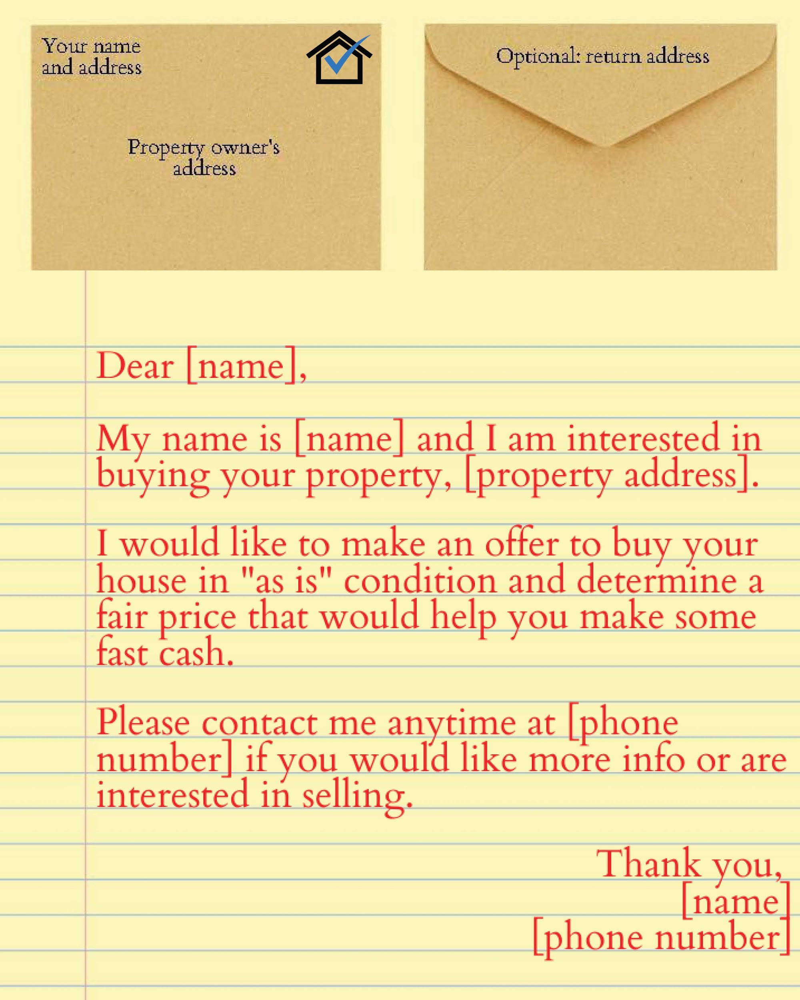 Your name
and address
Property owner's
address
Optional: return address
Dear [name],
My name is [name] and I am interested in
buying your property, [property address].
I would like to make an offer to buy your
house in "as is" condition and determine a
fair price that would help you make some
fast cash.
Please contact me anytime at [phone
number] if you would like more info or are
interested in selling.
Thank you,
[name]
[phone number]